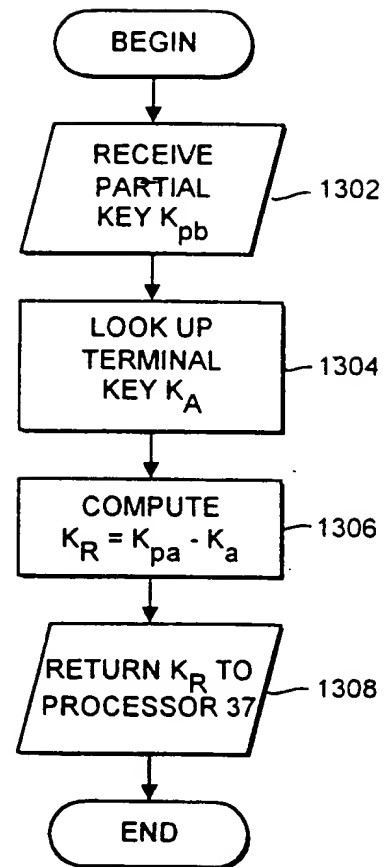 BEGIN
RECEIVE
PARTIAL
KEY K_pb
1302
LOOK UP
TERMINAL
KEY K_A
1304
COMPUTE
K_R = K_pa - K_a
1306
RETURN K_R TO
PROCESSOR 37
1308
END